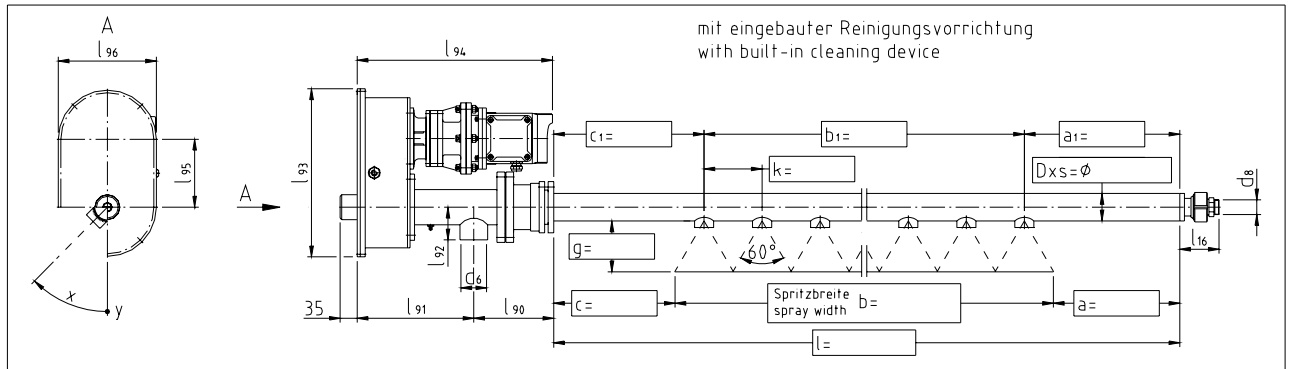 A
l96
l94
mit eingebauter Reinigungsvorrichtung
with built-in cleaning device
c1=
b1=
a1=
k=
D×s=ϕ
d8
l95
l93
A
l92
g=
60°
l16
d6
x
y
35
l91
l90
c=
Spritzbreite
spray width b=
a=
l=